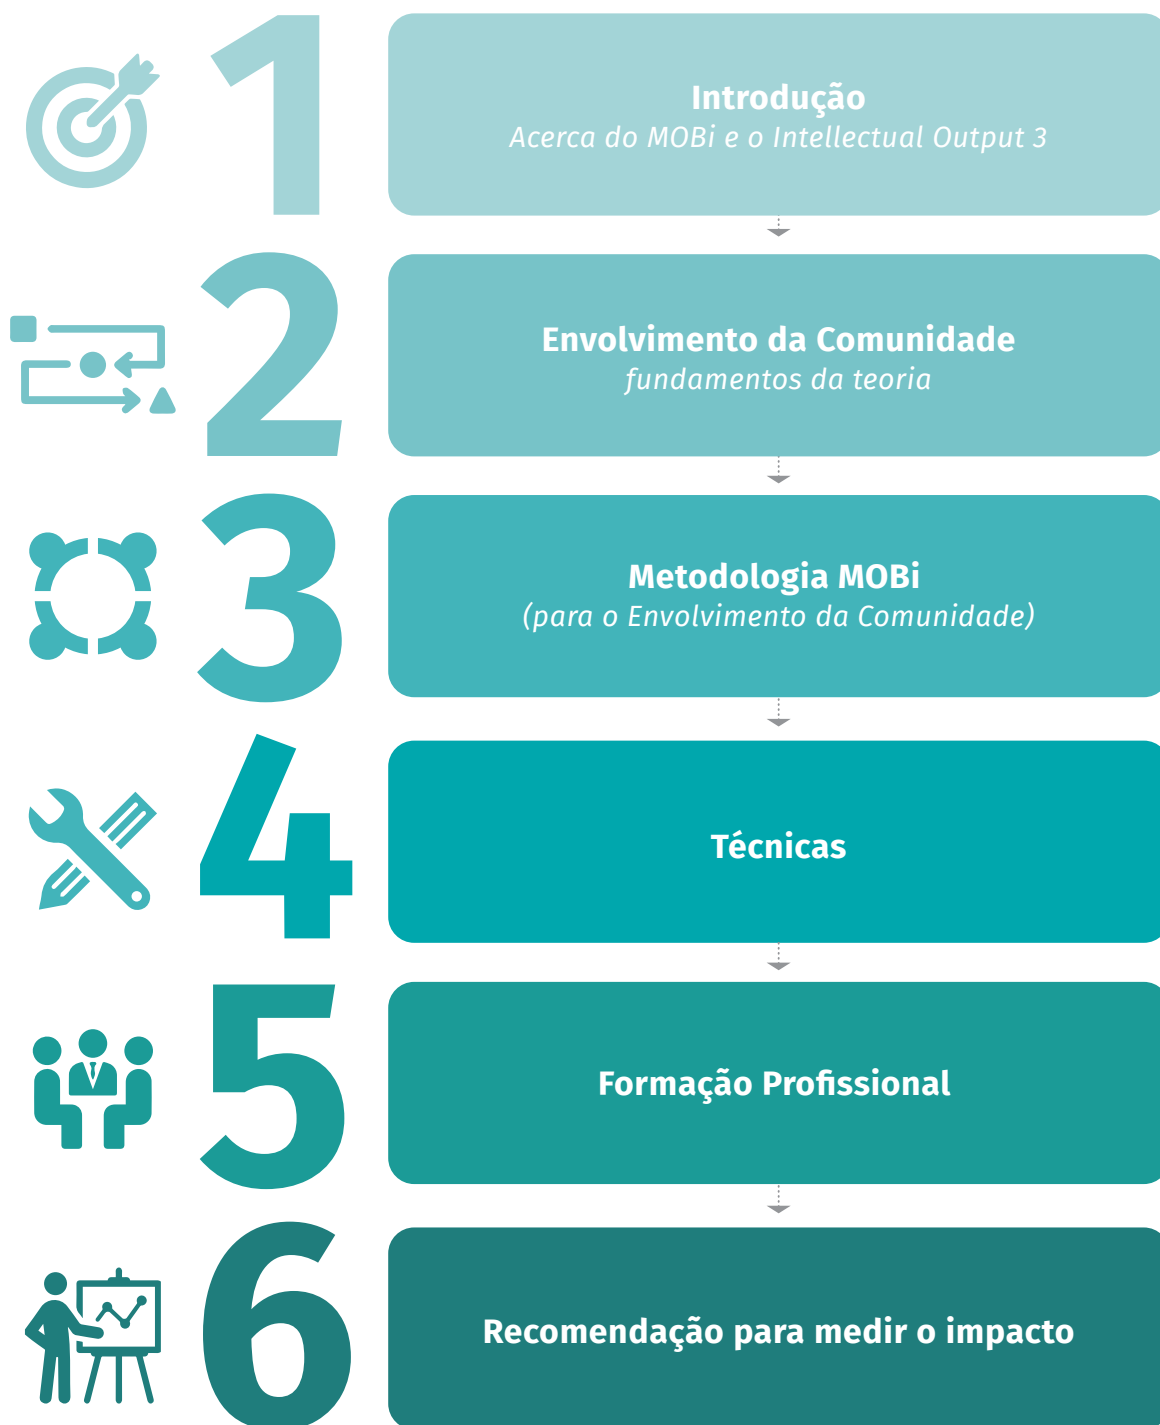 1
Introdução
Acerca do MOBi e o Intellectual Output 3
2
Envolvimento da Comunidade
fundamentos da teoria
3
Metodologia MOBi
(para o Envolvimento da Comunidade)
4
Técnicas
5
Formação Profissional
6
Recomendação para medir o impacto